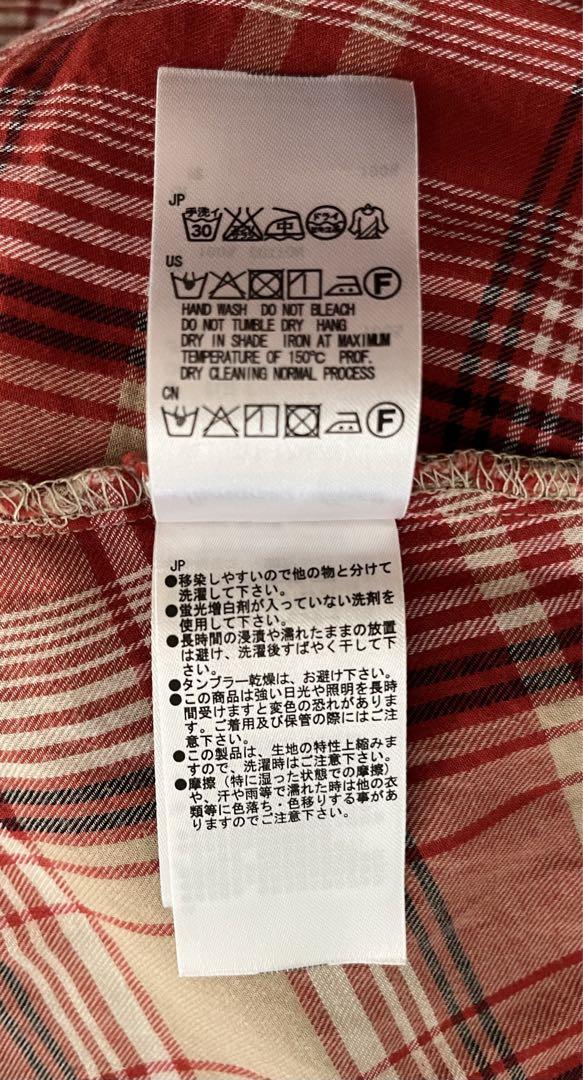 JP
手洗イ
30
中
ドライ
US
F
HAND WASH DO NOT BLEACH
DO NOT TUMBLE DRY HANG
DRY IN SHADE IRON AT MAXIMUM
TEMPERATURE OF 150℃ PROF.
DRY CLEANING NORMAL PROCESS
CN
F
JP
●移染しやすいので他の物と分けて
洗濯して下さい。
●蛍光増白剤が入っていない洗剤を
使用して下さい。
●長時間の浸漬や濡れたままの放置
は避け、洗濯後すばやく干して下
さい。
●タンブラー乾燥は、お避け下さい。
●この商品は強い日光や照明を長時
間受けますと変色の恐れがありま
す。ご着用及び保管の際にはご注
意下さい。
●この製品は、生地の特性上縮みま
すので、洗濯時はご注意下さい。
●摩擦（特に湿った状態での摩擦）
や、汗や雨等で濡れた時は他の衣
類等に色落ち・色移りする事があ
りますのでご注意下さい。